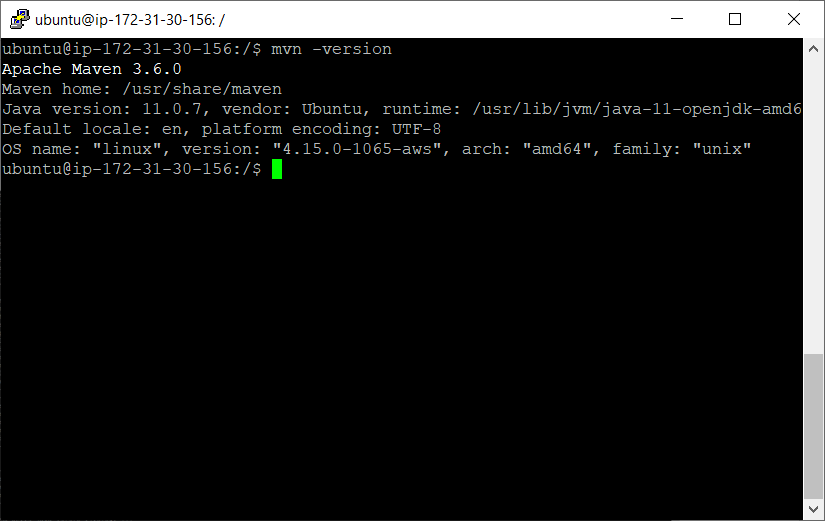 ubuntu@ip-172-31-30-156: /
ubuntu@ip-172-31-30-156:/$ mvn -version
Apache Maven 3.6.0
Maven home: /usr/share/maven
Java version: 11.0.7, vendor: Ubuntu, runtime: /usr/lib/jvm/java-11-openjdk-amd6
Default locale: en, platform encoding: UTF-8
OS name: "linux", version: "4.15.0-1065-aws", arch: "amd64", family: "unix"
ubuntu@ip-172-31-30-156:/$